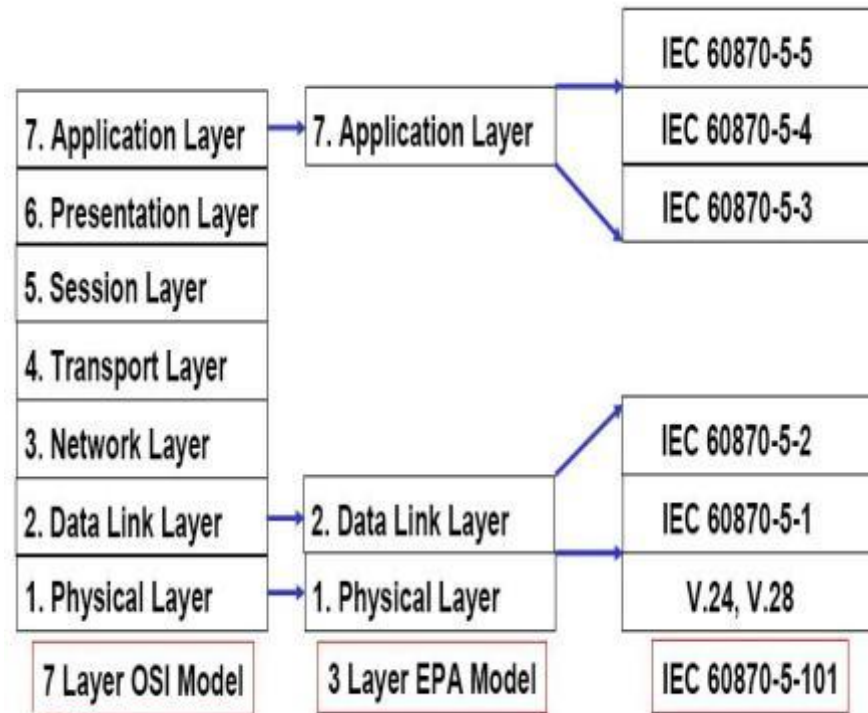 7. Application Layer
6. Presentation Layer
5. Session Layer
4. Transport Layer
3. Network Layer
2. Data Link Layer
1. Physical Layer
7 Layer OSI Model
7. Application Layer
2. Data Link Layer
1. Physical Layer
3 Layer EPA Model
IEC 60870-5-5
IEC 60870-5-4
IEC 60870-5-3
IEC 60870-5-2
IEC 60870-5-1
V.24, V.28
IEC 60870-5-101